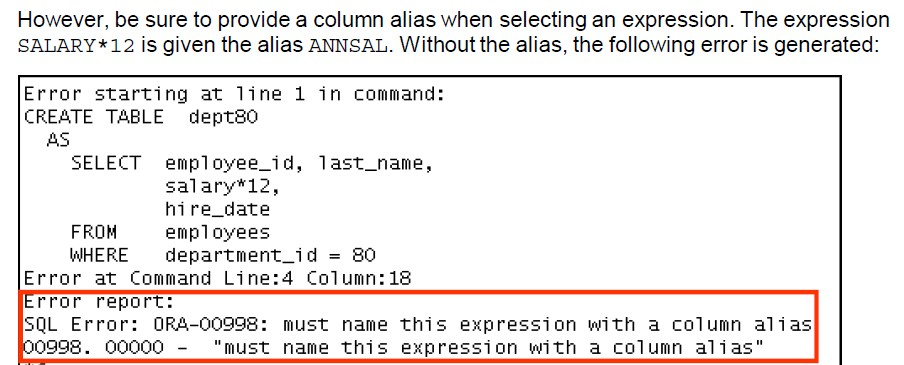 However, be sure to provide a column alias when selecting an expression. The expression
SALARY*12 is given the alias ANNSAL. Without the alias, the following error is generated:
Error starting at line 1 in command:
CREATE TABLE dept80
AS
SELECT employee_id, last_name,
salary*12,
hire_date
FROM employees
WHERE department_id = 80
Error at Command Line:4 Column:18
Error report:
SQL Error: ORA-00998: must name this expression with a column alias
00998. 00000 - "must name this expression with a column alias"